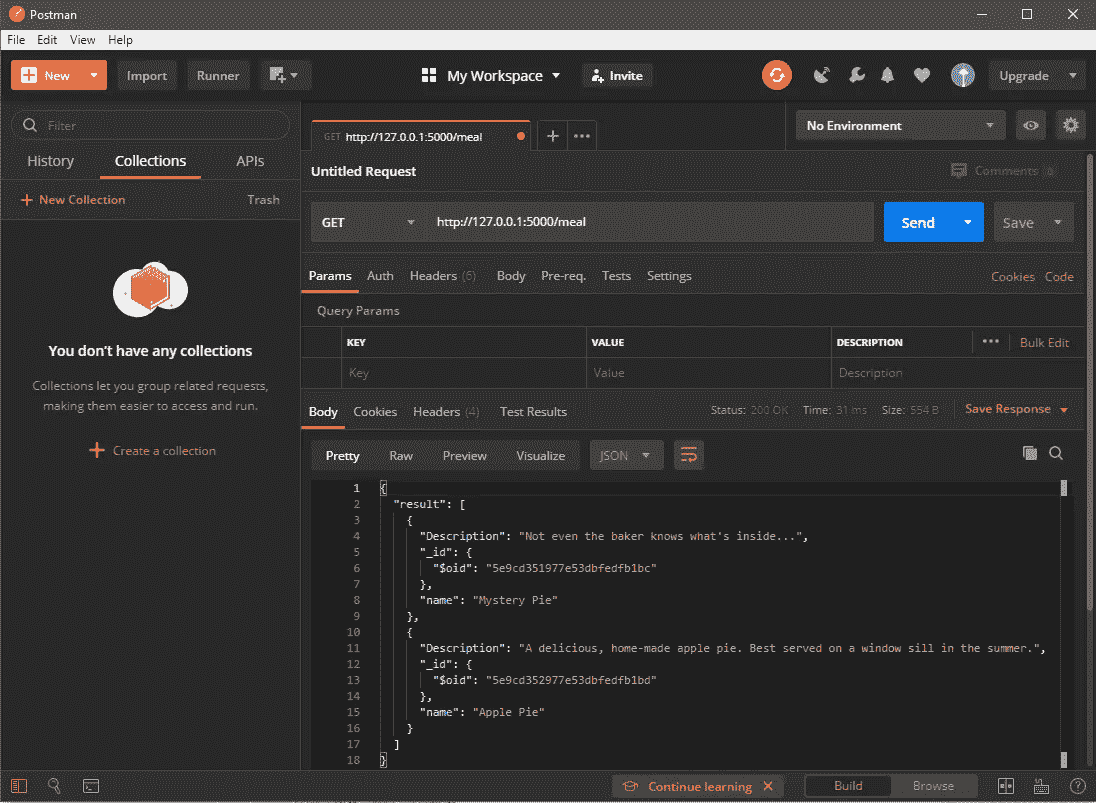 Postman
File Edit View Help
New Import Runner My Workspace Invite Upgrade
Filter
History Collections APIs
New Collection Trash
You don't have any collections
Collections let you group related requests,
making them easier to access and run.
Create a collection
GET http://127.0.0.1:5000/meal
No Environment
Untitled Request
Comments 0
GET http://127.0.0.1:5000/meal Send Save
Params Auth Headers (6) Body Pre-req. Tests Settings Cookies Code
Query Params
KEY VALUE DESCRIPTION Bulk Edit
Key Value Description
Body Cookies Headers (4) Test Results Status: 200 OK Time: 31 ms Size: 554 B Save Response
Pretty Raw Preview Visualize JSON
1 {
2 "result": [
3 {
4 "Description": "Not even the baker knows what's inside...",
5 "_id": {
6 "$oid": "5e9cd351977e53dbfedfb1bc"
7 },
8 "name": "Mystery Pie"
9 },
10 {
11 "Description": "A delicious, home-made apple pie. Best served on a window sill in the summer.",
12 "_id": {
13 "$oid": "5e9cd352977e53dbfedfb1bd"
14 },
15 "name": "Apple Pie"
16 }
17 ]
18 }
Continue learning Build Browse